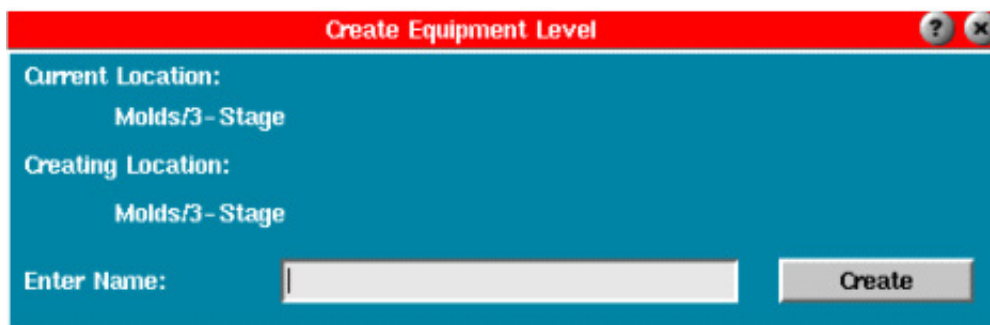 Create Equipment Level ? ×
Current Location:
Molds/3-Stage
Creating Location:
Molds/3-Stage
Enter Name: Create